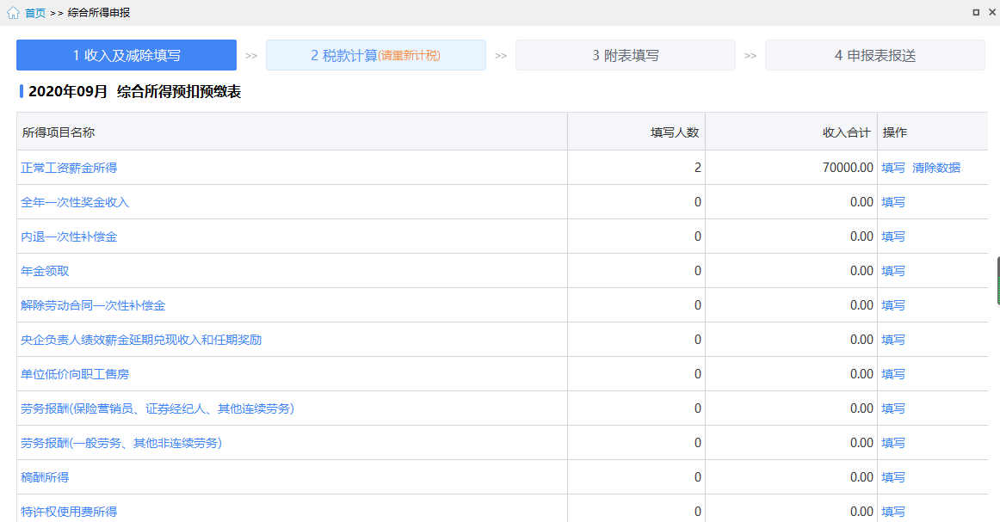 首页 >> 综合所得申报
1 收入及减除填写 >> 2 税款计算(请重新计税) >> 3 附表填写 >> 4 申报表报送
2020年09月 综合所得预扣预缴表
所得项目名称 填写人数 收入合计 操作
正常工资薪金所得 2 70000.00 填写 清除数据
全年一次性奖金收入 0 0.00 填写
内退一次性补偿金 0 0.00 填写
年金领取 0 0.00 填写
解除劳动合同一次性补偿金 0 0.00 填写
央企负责人绩效薪金延期兑现收入和任期奖励 0 0.00 填写
单位低价向职工售房 0 0.00 填写
劳务报酬(保险营销员、证券经纪人、其他连续劳务) 0 0.00 填写
劳务报酬(一般劳务、其他非连续劳务) 0 0.00 填写
稿酬所得 0 0.00 填写
特许权使用费所得 0 0.00 填写